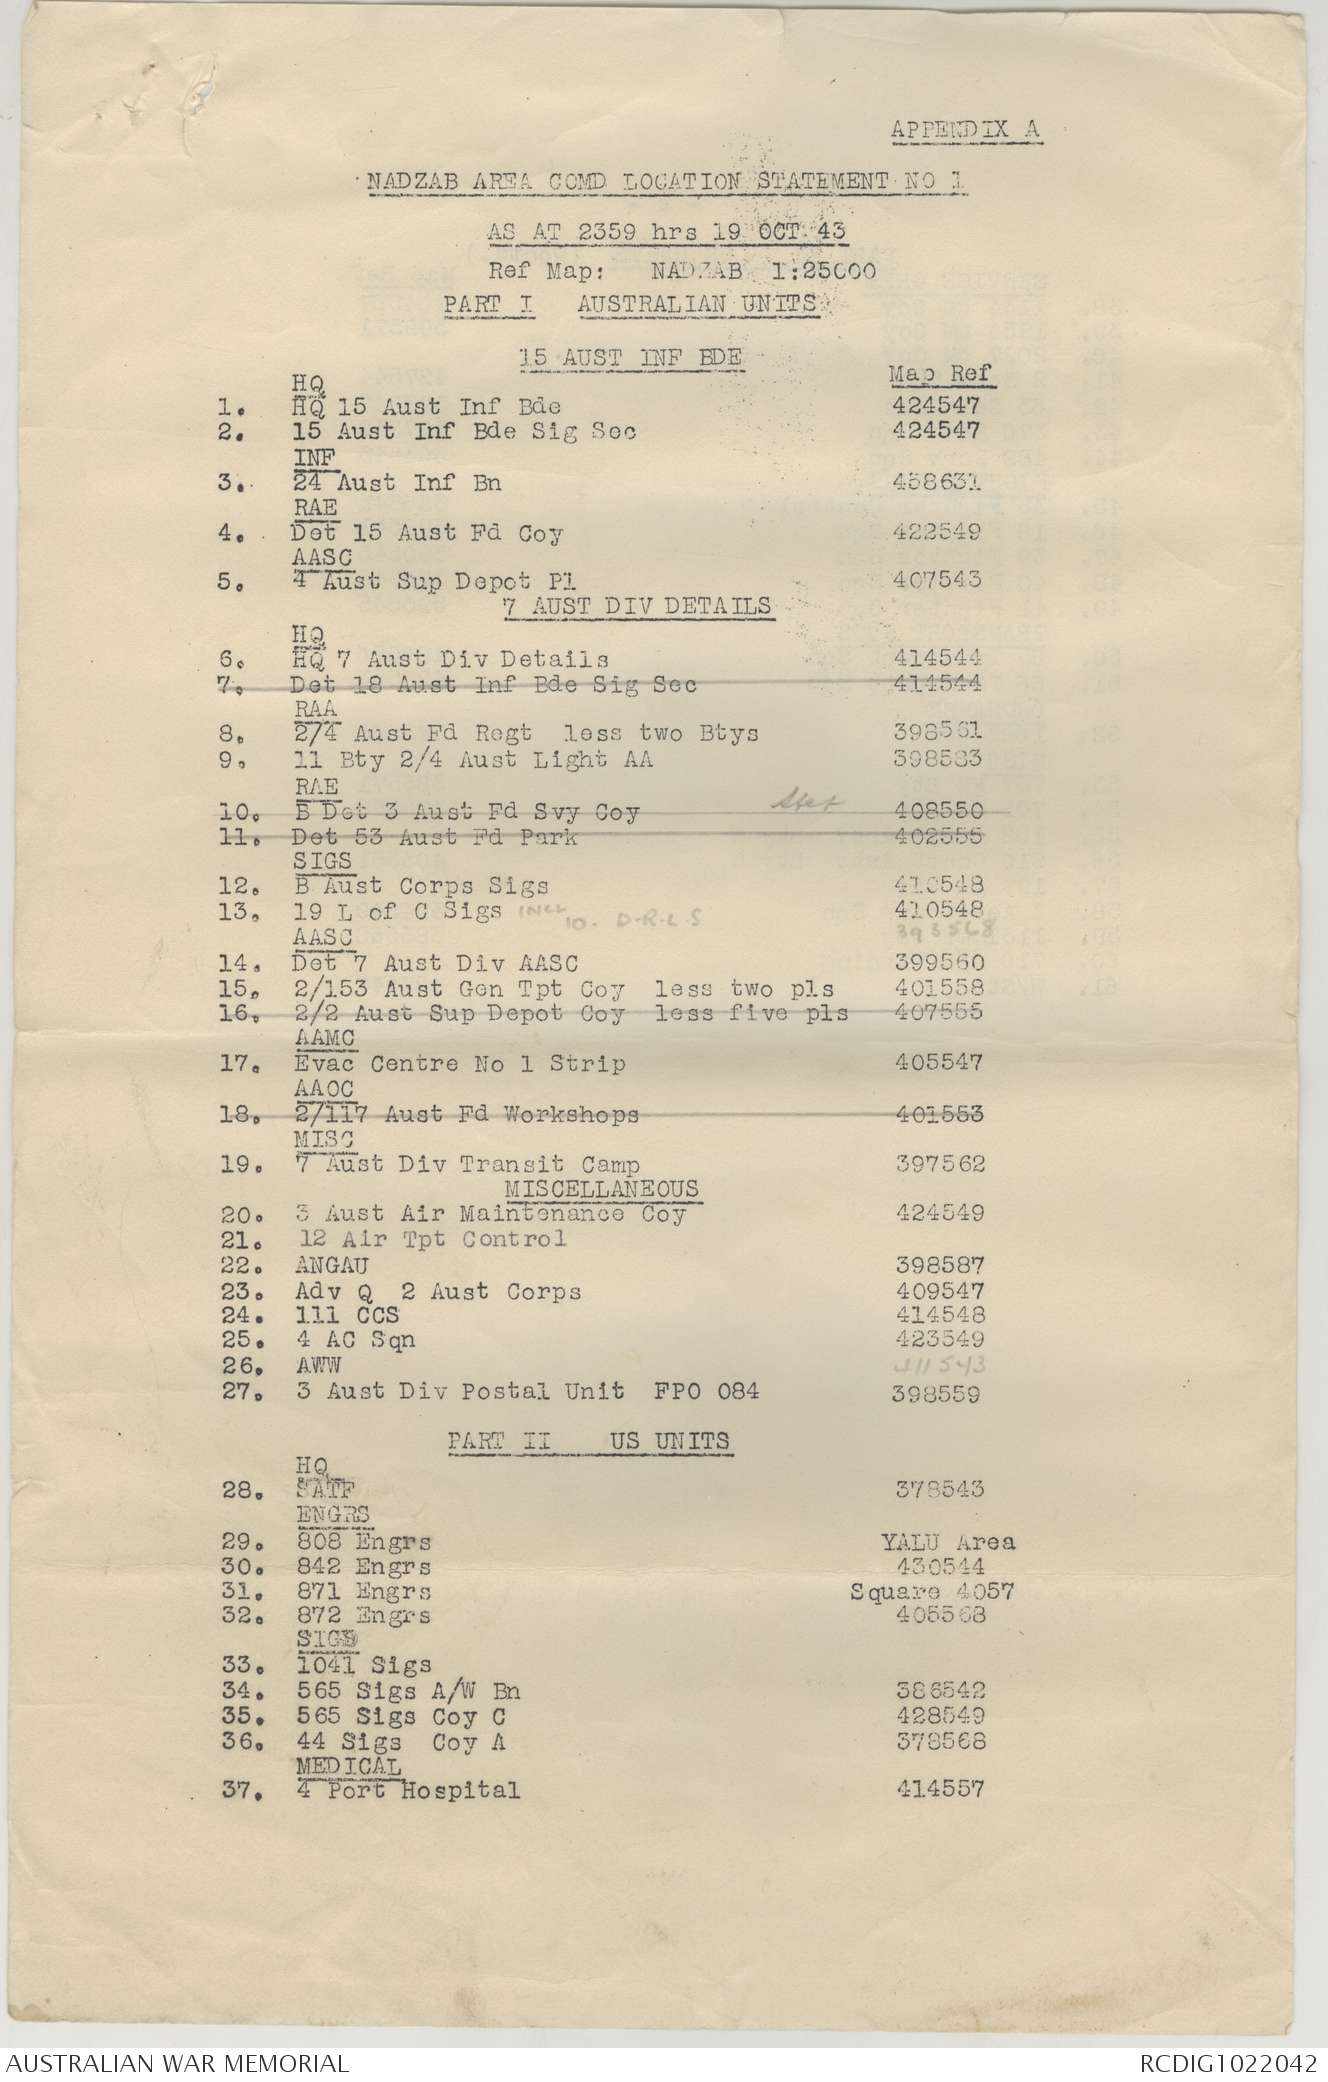 APPENDIX A
NADZAB AREA COMD LOCATION STATEMENT NO 1
AS AT 2359 hrs 19 OCT 43
Ref Map: NADZAB 1:25000
PART I AUSTRALIAN UNITS
15 AUST INF BDE
Map Ref
HQ
1. HQ 15 Aust Inf Bde 424547
2. 15 Aust Inf Bde Sig Sec 424547
INF
3. 24 Aust Inf Bn 458631
RAE
4. Det 15 Aust Fd Coy 422549
AASC
5. 4 Aust Sup Depot Pl 407543
7 AUST DIV DETAILS
HQ
6. HQ 7 Aust Div Details 414544
7. Det 18 Aust Inf Bde Sig Sec 414544
RAA
8. 2/4 Aust Fd Regt less two Btys 398561
9. 11 Bty 2/4 Aust Light AA 398583
RAE
10. B Det 3 Aust Fd Svy Coy Stet 408550
11. Det 53 Aust Fd Park 402555
SIGS
12. B Aust Corps Sigs 410548
13. 19 L of C Sigs INCL 10. D-R-L S 410548
393568
AASC
14. Det 7 Aust Div AASC 399560
15. 2/153 Aust Gen Tpt Coy less two pls 401558
16. 2/2 Aust Sup Depot Coy less five pls 407555
AAMC
17. Evac Centre No 1 Strip 405547
AAOC
18. 2/117 Aust Fd Workshops 401553
MISC
19. 7 Aust Div Transit Camp 397562
MISCELLANEOUS
20. 3 Aust Air Maintenance Coy 424549
21. 12 Air Tpt Control
22. ANGAU 398587
23. Adv Q 2 Aust Corps 409547
24. 111 CCS 414548
25. 4 AC Sqn 423549
26. AWW 411543
27. 3 Aust Div Postal Unit FPO 084 398559
PART II US UNITS
HQ
28. SATF 378543
ENGRS
29. 808 Engrs YALU Area
30. 842 Engrs 430544
31. 871 Engrs Square 4057
32. 872 Engrs 405568
SIGS
33. 1041 Sigs
34. 565 Sigs A/W Bn 386542
35. 565 Sigs Coy C 428549
36. 44 Sigs Coy A 378568
MEDICAL
37. 4 Port Hospital 414557
AUSTRALIAN WAR MEMORIAL RCDIG1022042